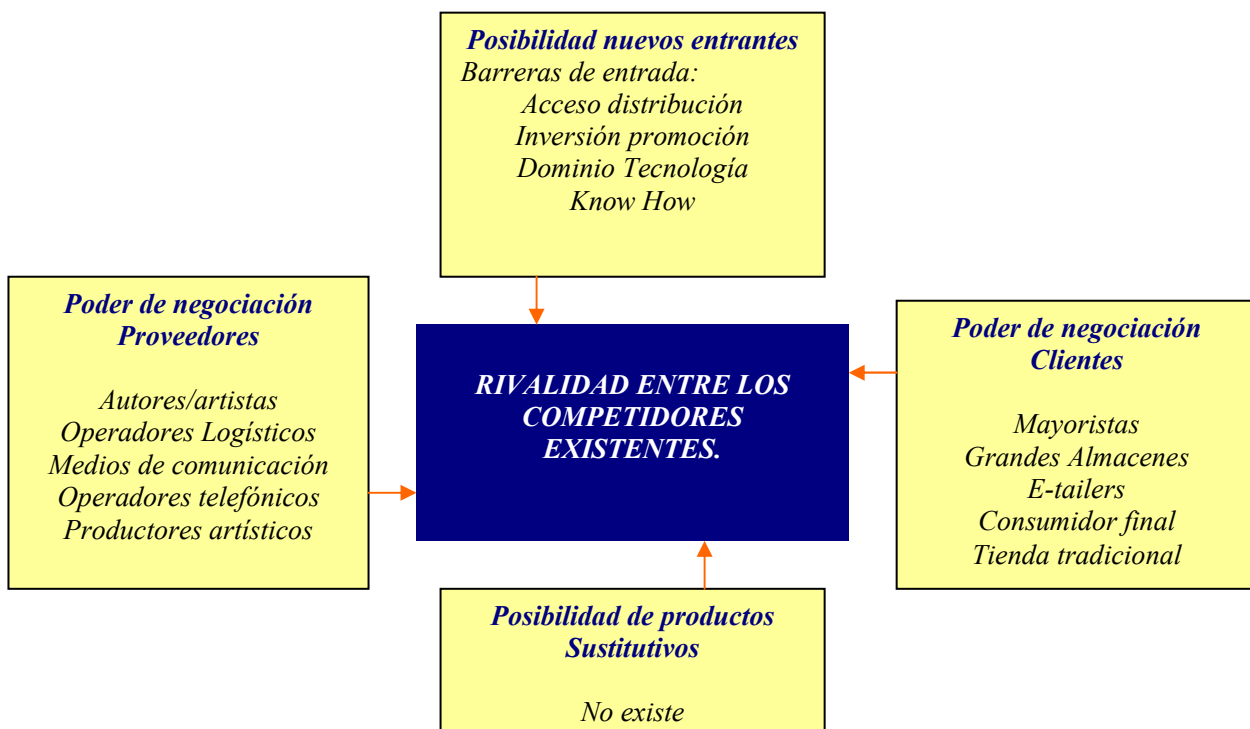 Posibilidad nuevos entrantes
Barreras de entrada:
Acceso distribución
Inversión promoción
Dominio Tecnología
Know How
Poder de negociación
Proveedores
Autores/artistas
Operadores Logísticos
Medios de comunicación
Operadores telefónicos
Productores artísticos
RIVALIDAD ENTRE LOS
COMPETIDORES
EXISTENTES.
Poder de negociación
Clientes
Mayoristas
Grandes Almacenes
E-tailers
Consumidor final
Tienda tradicional
Posibilidad de productos
Sustitutivos
No existe